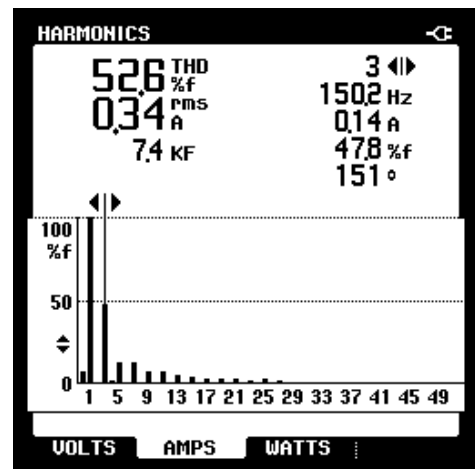 HARMONICS
52,6 THD %f
0,34 rms A
7,4 KF
3
150,2 Hz
0,14 A
47,8 %f
151 °
100
%f
50
0
1 5 9 13 17 21 25 29 33 37 41 45 49
VOLTS AMPS WATTS